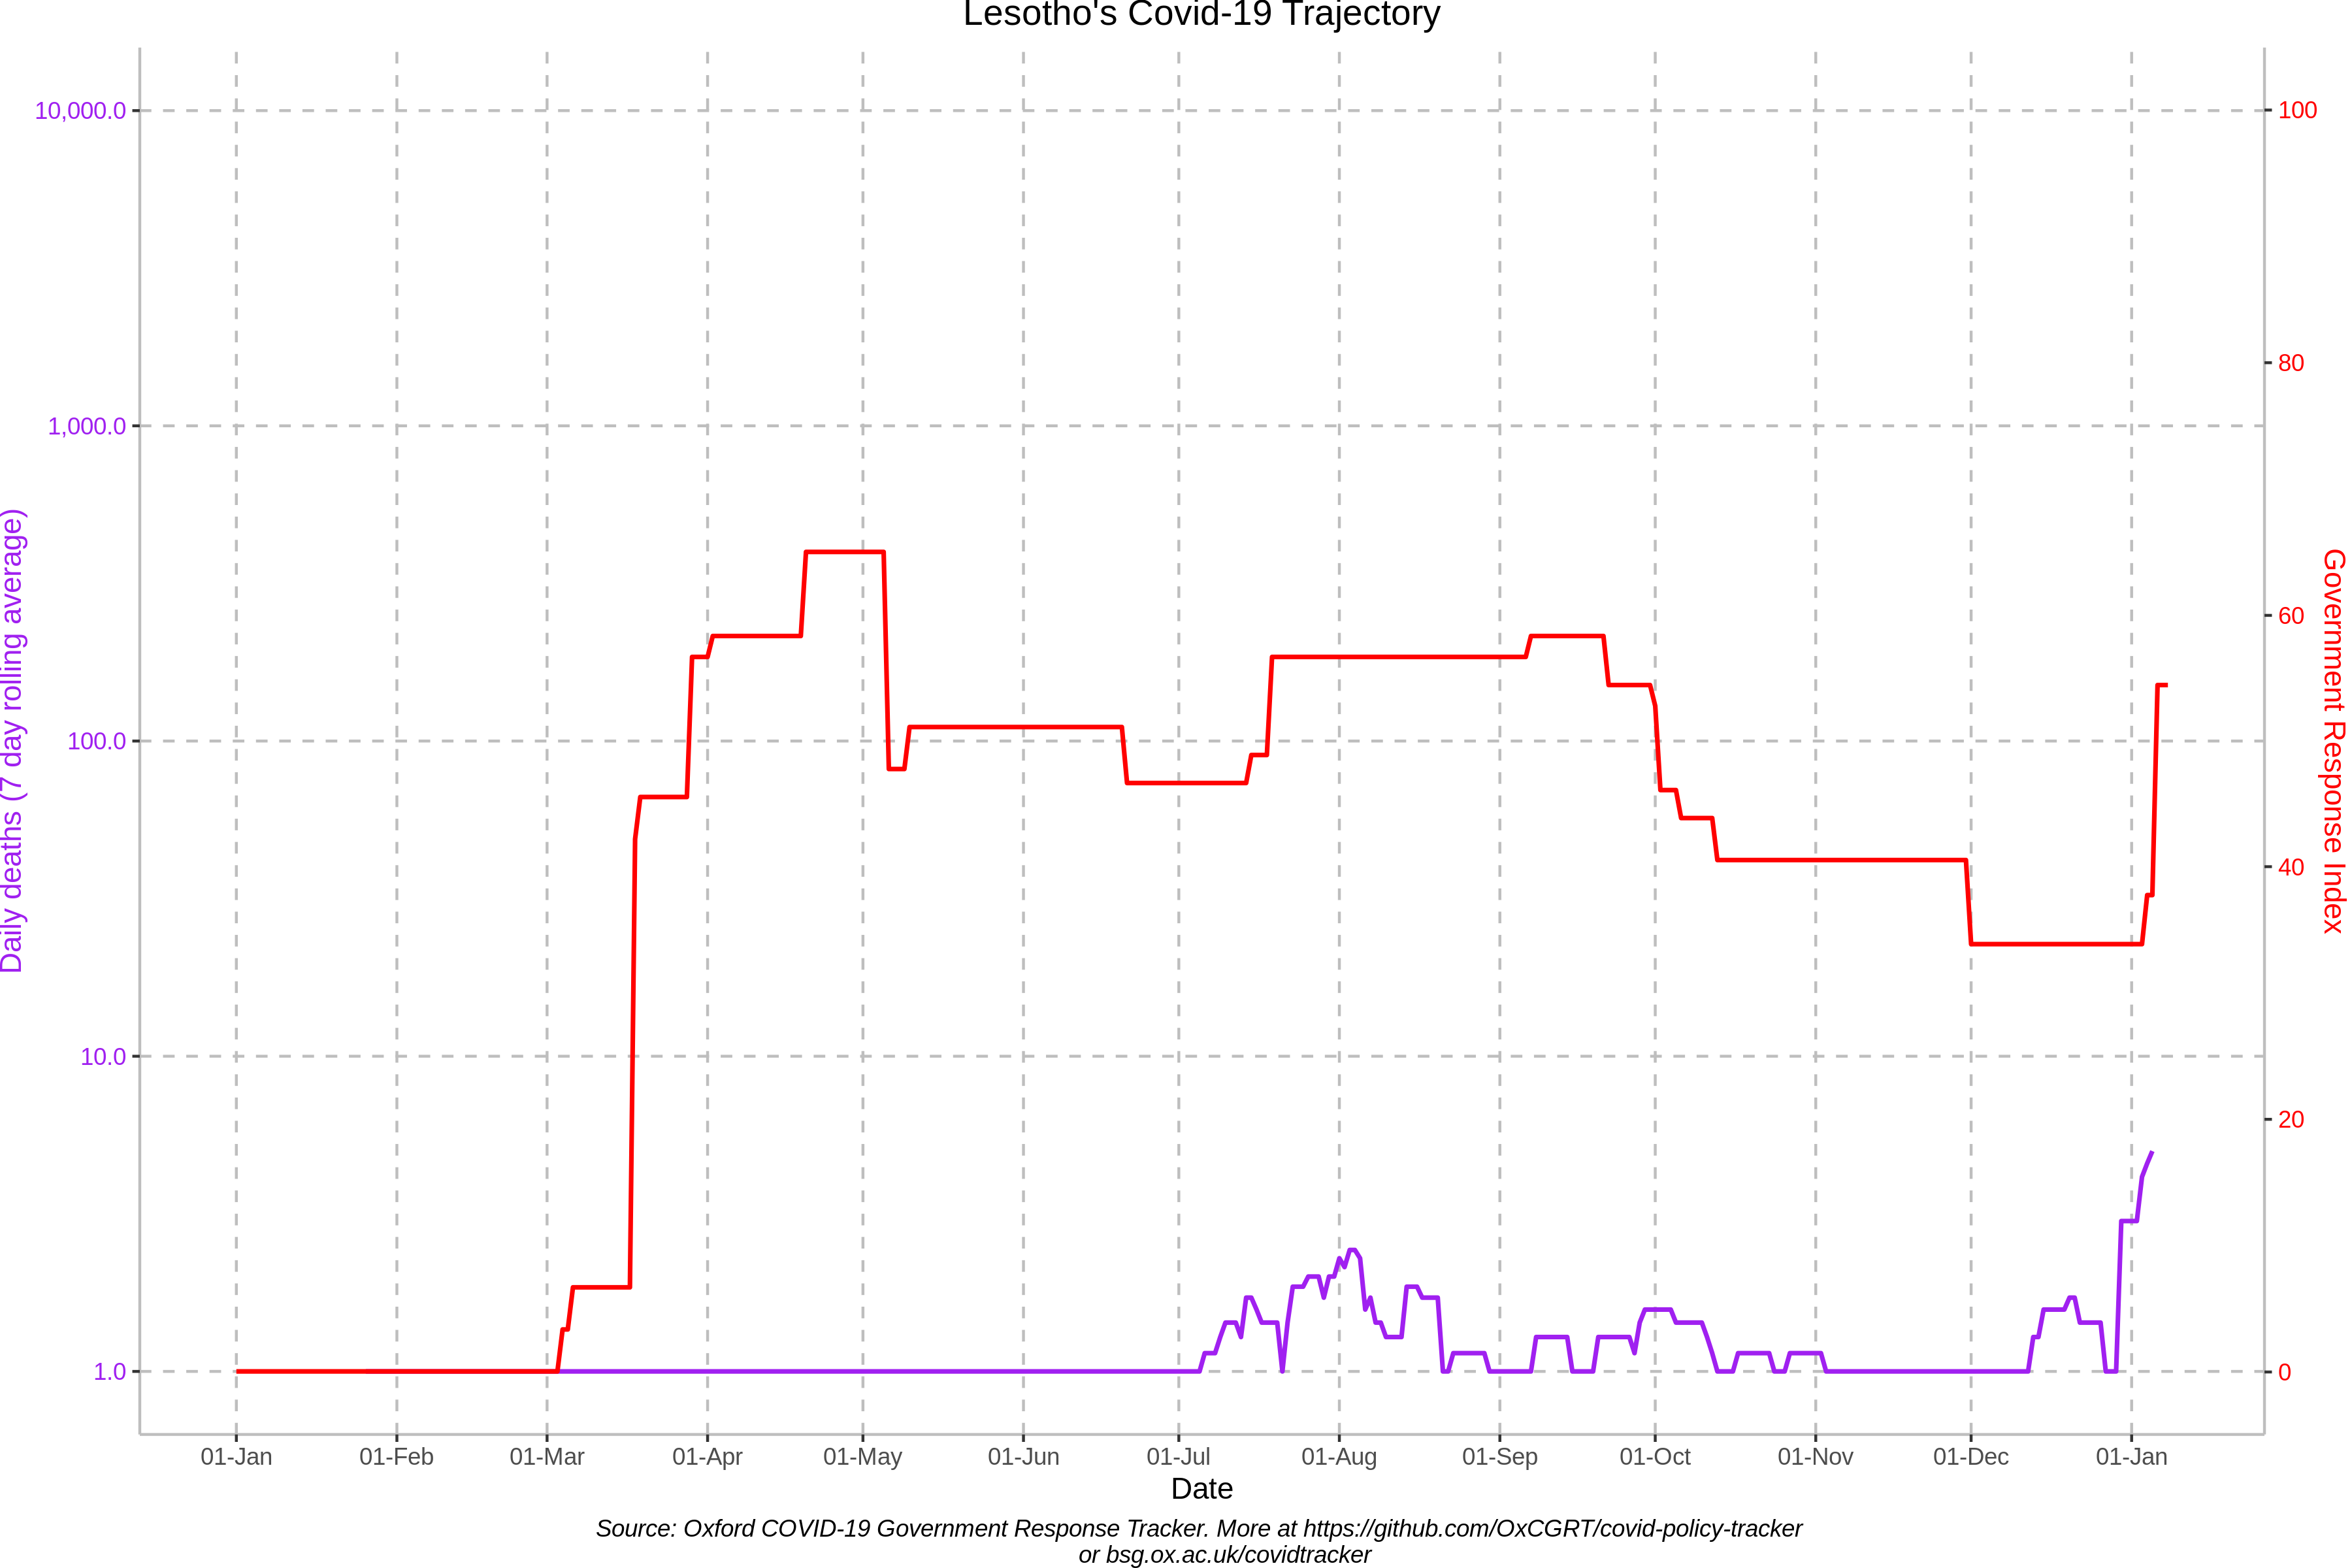 Lesotho's Covid-19 Trajectory
10,000.0
1,000.0
100.0
10.0
1.0
Daily deaths (7 day rolling average)
100
80
60
40
20
0
Government Response Index
01-Jan 01-Feb 01-Mar 01-Apr 01-May 01-Jun 01-Jul 01-Aug 01-Sep 01-Oct 01-Nov 01-Dec 01-Jan
Date
Source: Oxford COVID-19 Government Response Tracker. More at https://github.com/OxCGRT/covid-policy-tracker
or bsg.ox.ac.uk/covidtracker